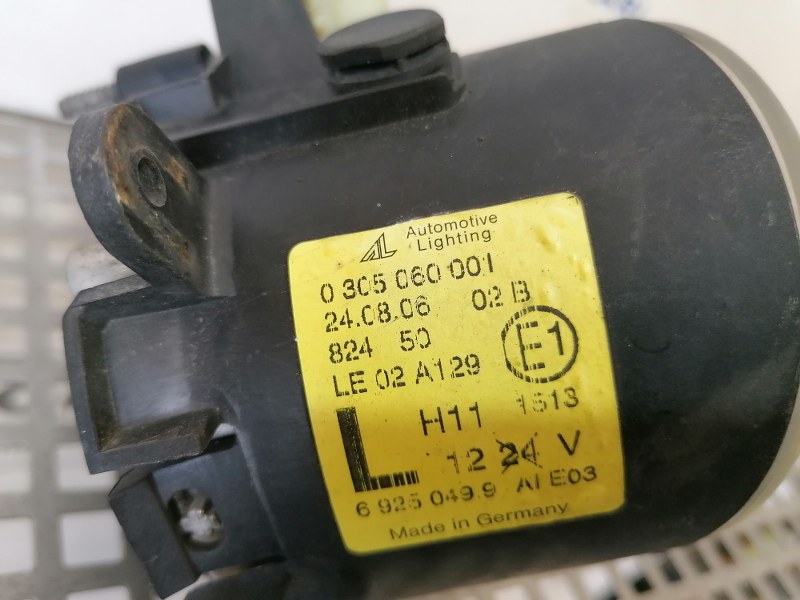 AL Automotive
Lighting
0 305 060 001
24.08.06 02 B
824 50
LE 02 A129
E1
H11 1513
L
12 24 V
6 925 049.9 AI E03
Made in Germany